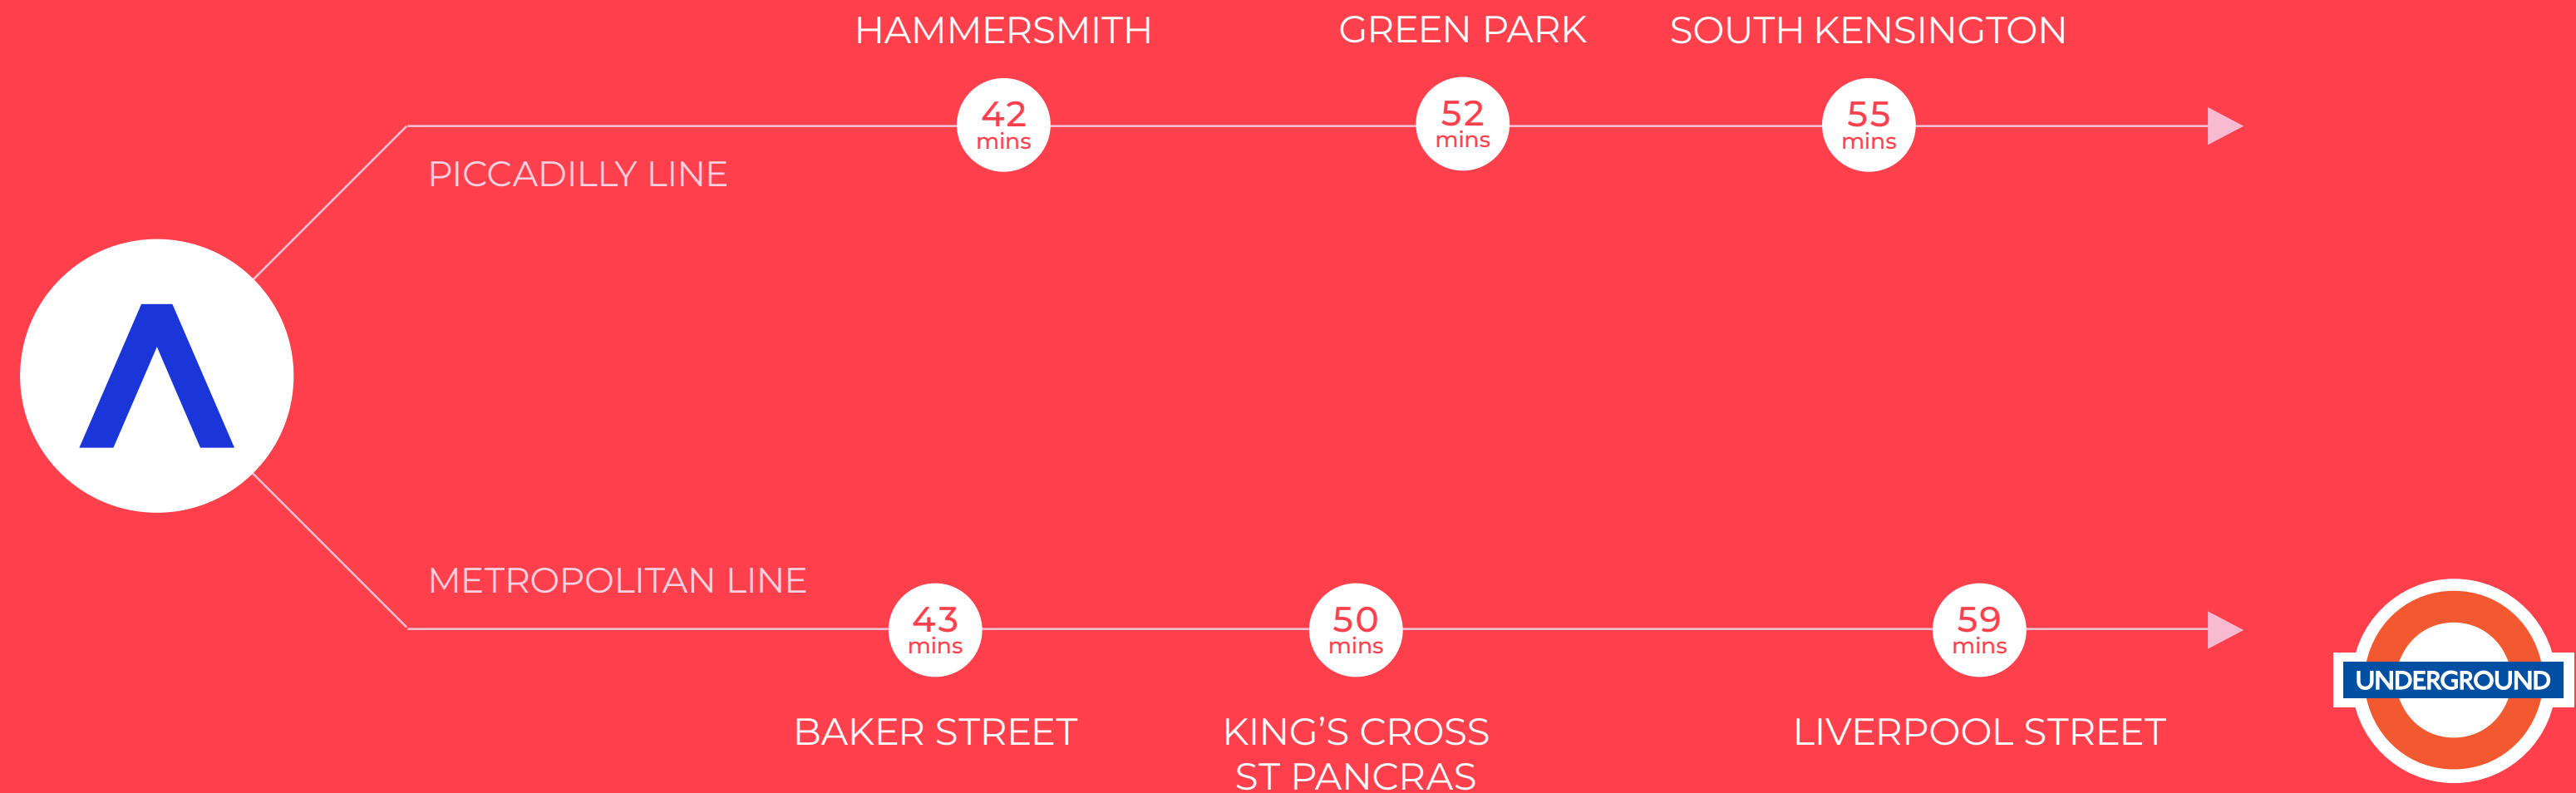 HAMMERSMITH
GREEN PARK
SOUTH KENSINGTON
42
mins
52
mins
55
mins
PICCADILLY LINE
METROPOLITAN LINE
43
mins
50
mins
59
mins
BAKER STREET
KING’S CROSS
ST PANCRAS
LIVERPOOL STREET
UNDERGROUND